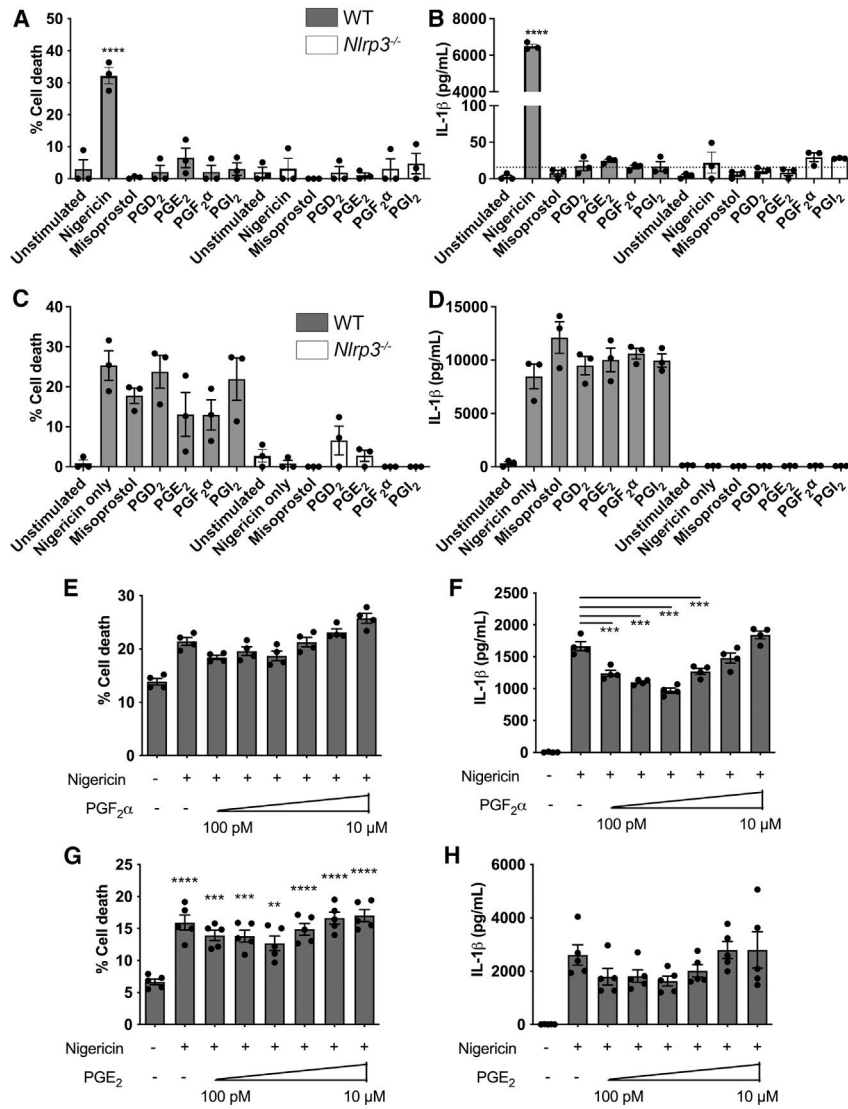 A
WT
Nlrp3-/-
% Cell death
50
40
30
20
10
0
****
Unstimulated
Nigericin
Misoprostol
PGD2
PGE2
PGF2α
PGI2
Unstimulated
Nigericin
Misoprostol
PGD2
PGE2
PGF2α
PGI2
B
IL-1β (pg/mL)
8000
6000
4000
100
50
0
****
Unstimulated
Nigericin
Misoprostol
PGD2
PGE2
PGF2α
PGI2
Unstimulated
Nigericin
Misoprostol
PGD2
PGE2
PGF2α
PGI2
C
WT
Nlrp3-/-
% Cell death
40
30
20
10
0
Unstimulated
Nigericin only
Misoprostol
PGD2
PGE2
PGF2α
PGI2
Unstimulated
Nigericin only
Misoprostol
PGD2
PGE2
PGF2α
PGI2
D
IL-1β (pg/mL)
15000
10000
5000
0
Unstimulated
Nigericin only
Misoprostol
PGD2
PGE2
PGF2α
PGI2
Unstimulated
Nigericin only
Misoprostol
PGD2
PGE2
PGF2α
PGI2
E
% Cell death
30
20
10
0
Nigericin - + + + + + + +
PGF2α - -
100 pM 10 µM
F
IL-1β (pg/mL)
2500
2000
1500
1000
500
0
***
***
***
***
Nigericin - + + + + + + +
PGF2α - -
100 pM 10 µM
G
% Cell death
25
20
15
10
5
0
**** *** *** ** **** **** ****
Nigericin - + + + + + + +
PGE2 - -
100 pM 10 µM
H
IL-1β (pg/mL)
6000
4000
2000
0
Nigericin - + + + + + + +
PGE2 - -
100 pM 10 µM